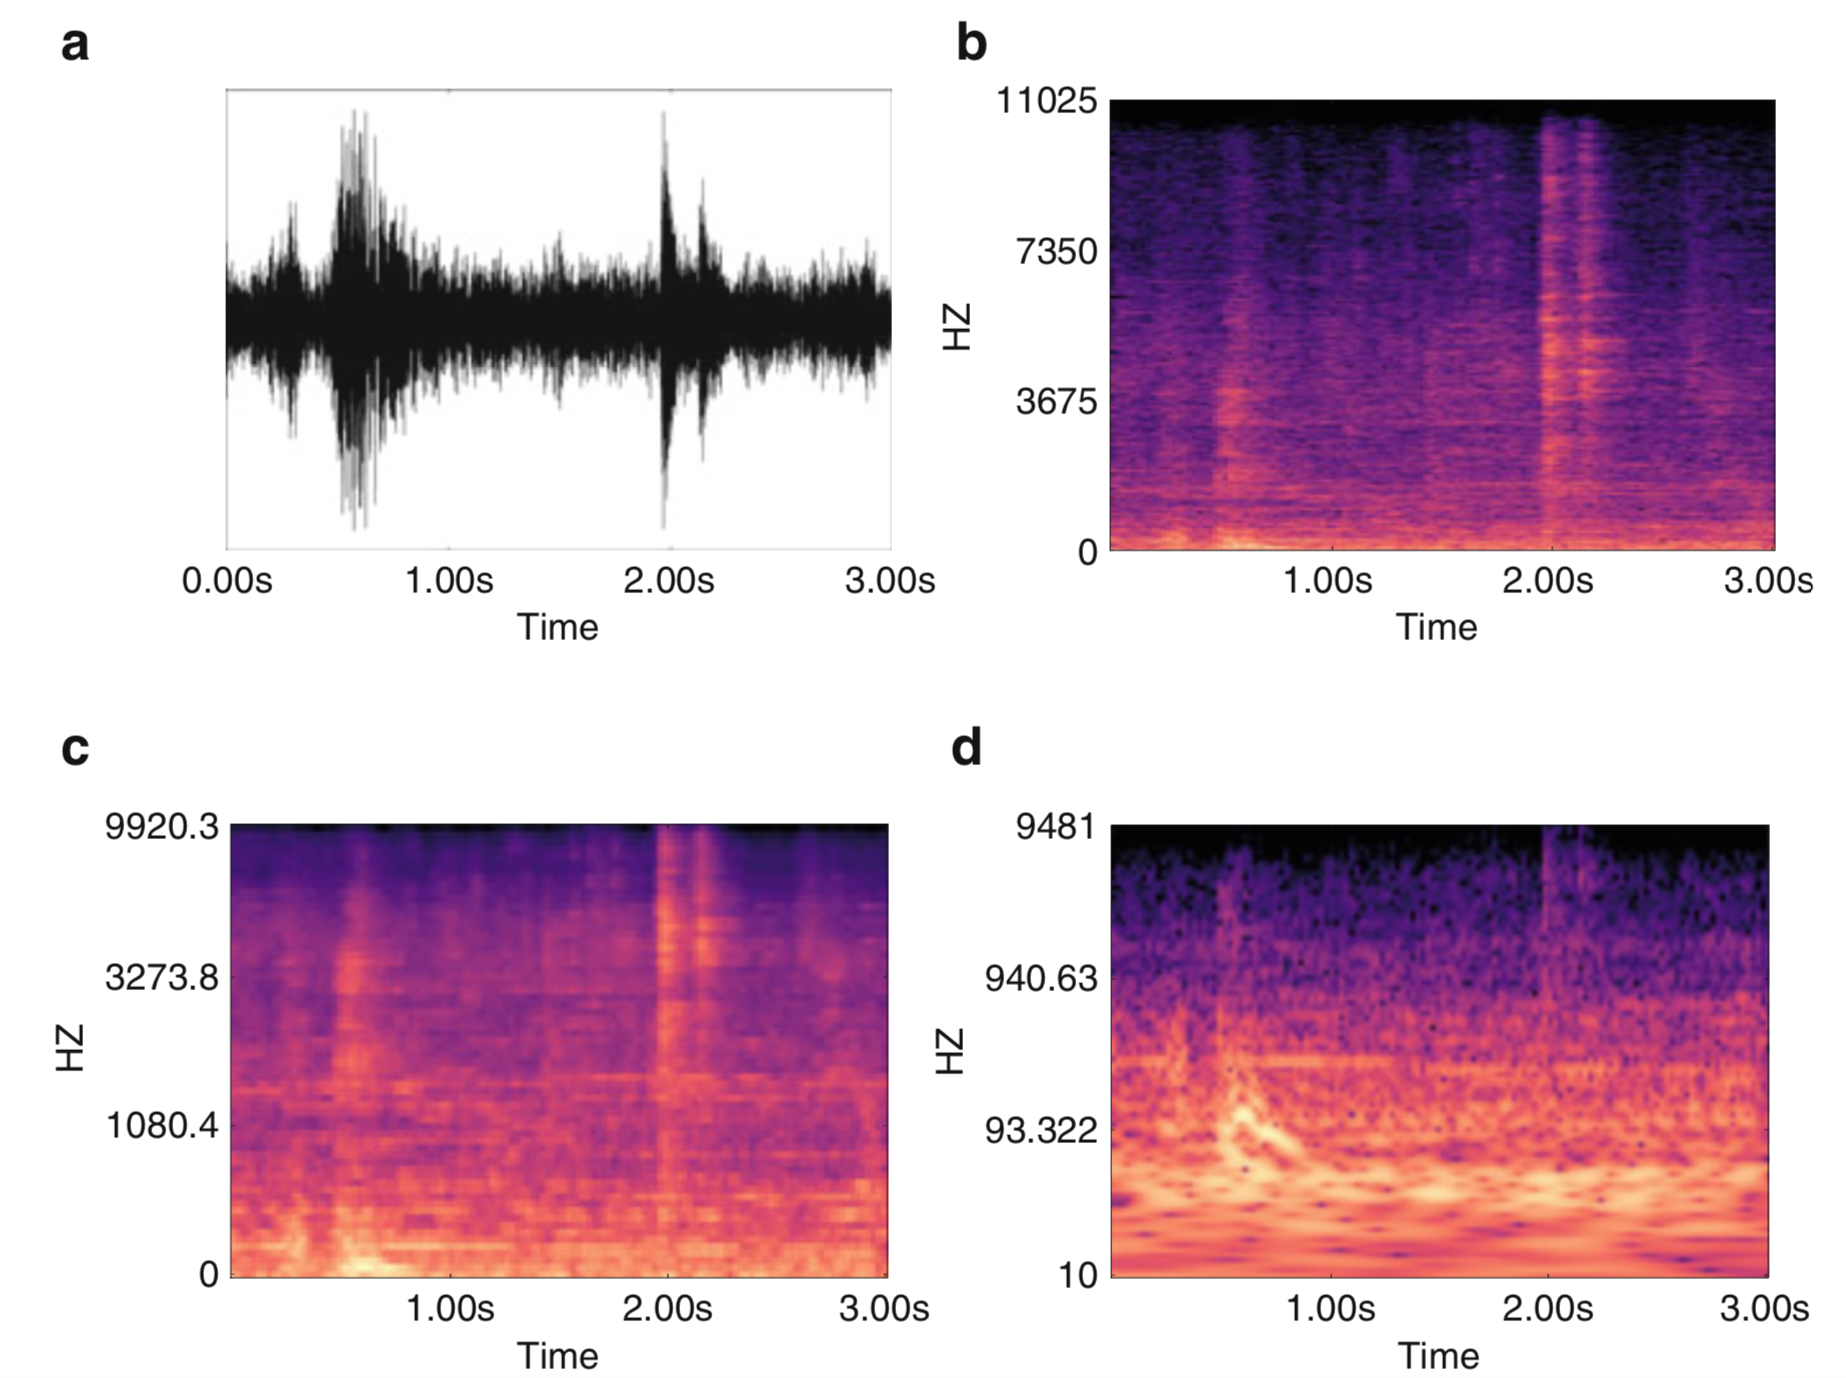 a
0.00s 1.00s 2.00s 3.00s
Time
b
11025
7350
3675
0
HZ
1.00s 2.00s 3.00s
Time
c
9920.3
3273.8
1080.4
0
HZ
1.00s 2.00s 3.00s
Time
d
9481
940.63
93.322
10
HZ
1.00s 2.00s 3.00s
Time